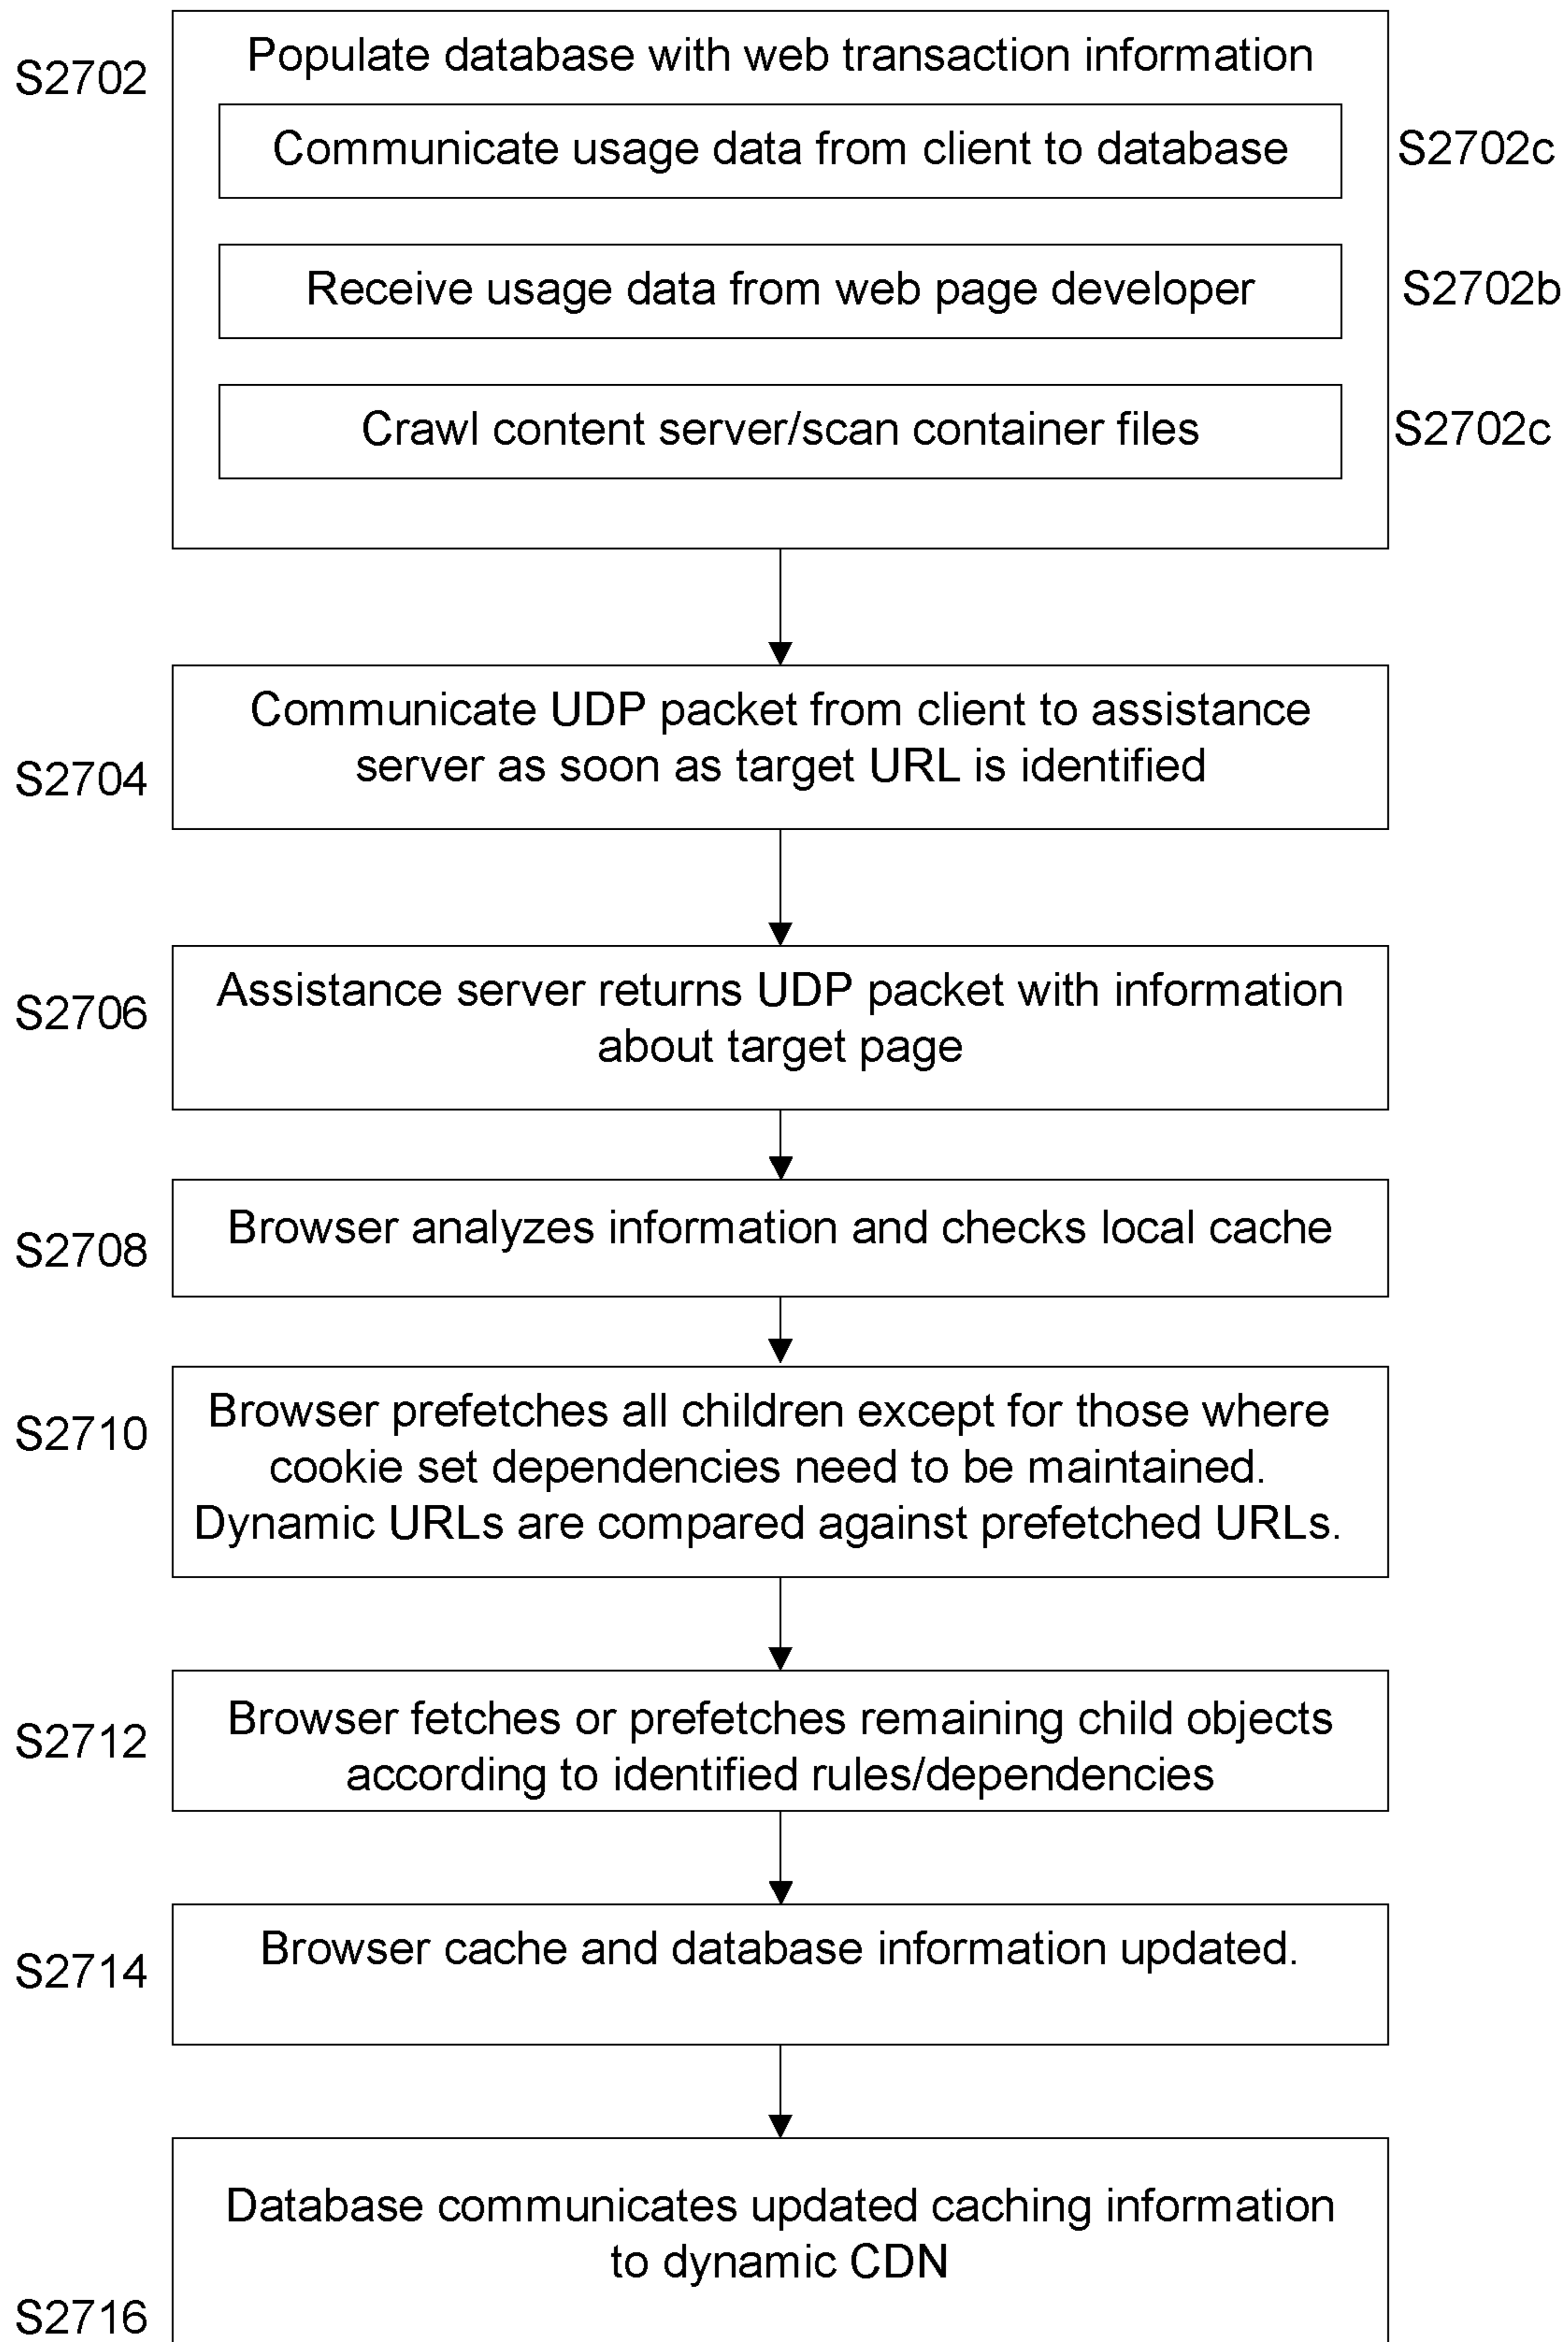 S2702
Populate database with web transaction information
Communicate usage data from client to database
S2702c
Receive usage data from web page developer
S2702b
Crawl content server/scan container files
S2702c
S2704
Communicate UDP packet from client to assistance
server as soon as target URL is identified
S2706
Assistance server returns UDP packet with information
about target page
S2708
Browser analyzes information and checks local cache
S2710
Browser prefetches all children except for those where
cookie set dependencies need to be maintained.
Dynamic URLs are compared against prefetched URLs.
S2712
Browser fetches or prefetches remaining child objects
according to identified rules/dependencies
S2714
Browser cache and database information updated.
Database communicates updated caching information
to dynamic CDN
S2716